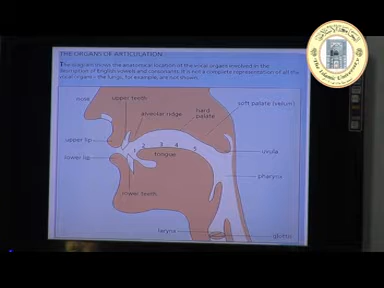 THE ORGANS OF ARTICULATION
The diagram shows the anatomical location of the vocal organs involved in the
description of English vowels and consonants. It is not a complete representation of all the
vocal organs - the lungs, for example, are not shown.
nose
upper teeth
alveolar ridge
hard
palate
soft palate (velum)
upper lip
lower lip
1 2 3 4 5
tongue
uvula
pharynx
lower teeth
larynx
glottis
The Islamic University